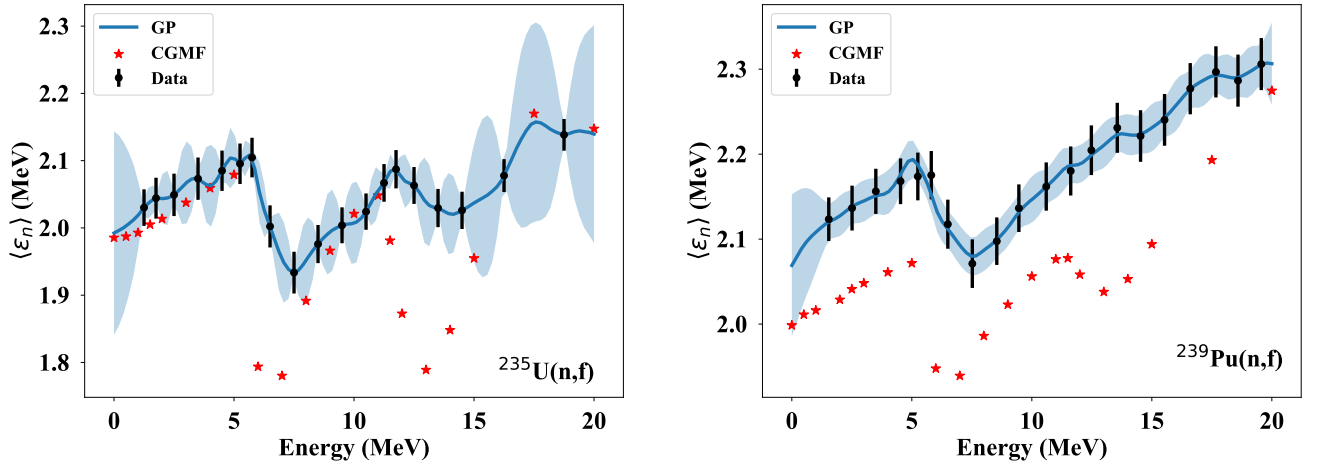 GP
CGMF
Data
2.3
2.2
2.1
2.0
1.9
1.8
⟨εn⟩ (MeV)
²³⁵U(n,f)
0 5 10 15 20
Energy (MeV)
GP
CGMF
Data
2.3
2.2
2.1
2.0
⟨εn⟩ (MeV)
²³⁹Pu(n,f)
0 5 10 15 20
Energy (MeV)